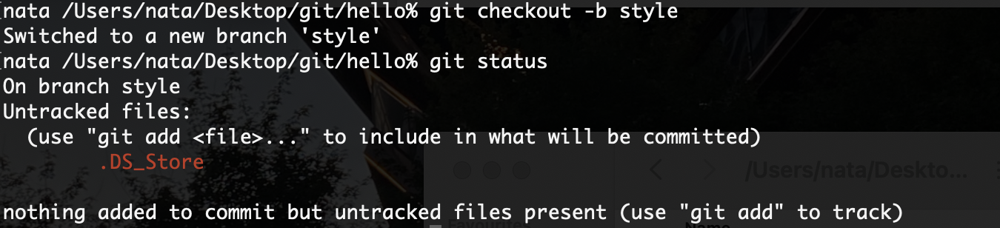 nata /Users/nata/Desktop/git/hello% git checkout -b style
Switched to a new branch 'style'
nata /Users/nata/Desktop/git/hello% git status
On branch style
Untracked files:
  (use "git add <file>..." to include in what will be committed)
        .DS_Store
/Users/nata/Deskto...
nothing added to commit but untracked files present (use "git add" to track)
Favourite
Name